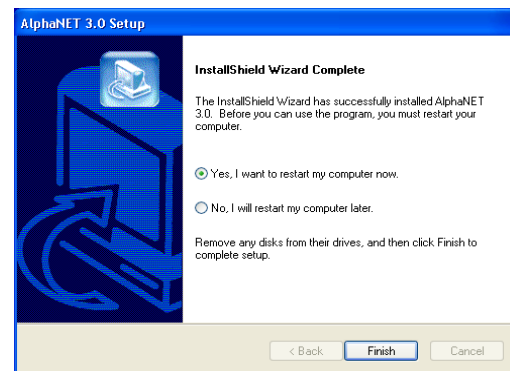 AlphaNET 3.0 Setup
InstallShield Wizard Complete
The InstallShield Wizard has successfully installed AlphaNET
3.0. Before you can use the program, you must restart your
computer.
Yes, I want to restart my computer now.
No, I will restart my computer later.
Remove any disks from their drives, and then click Finish to
complete setup.
< Back
Finish
Cancel